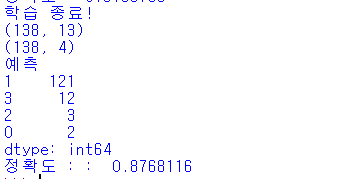 학습 종료!
(138, 13)
(138, 4)
예측
1    121
3     12
2      3
0      2
dtype: int64
정확도 : :  0.8768116